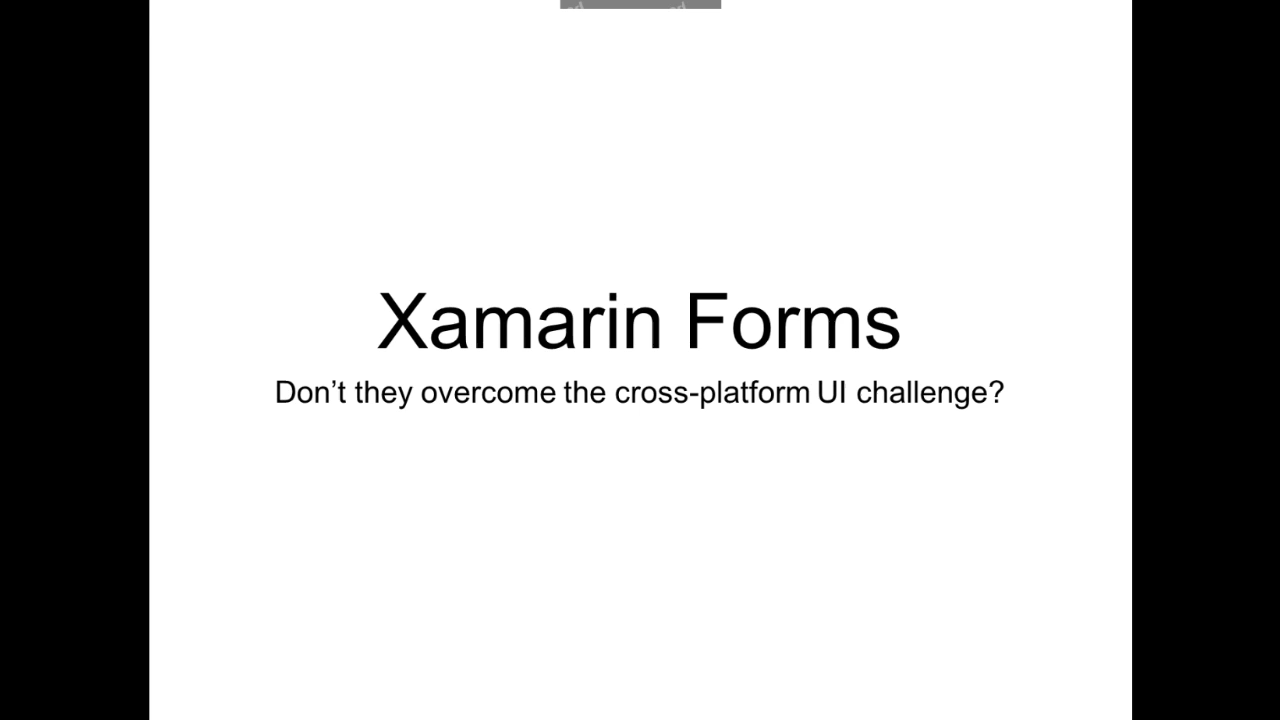 Xamarin Forms
Don’t they overcome the cross-platform UI challenge?